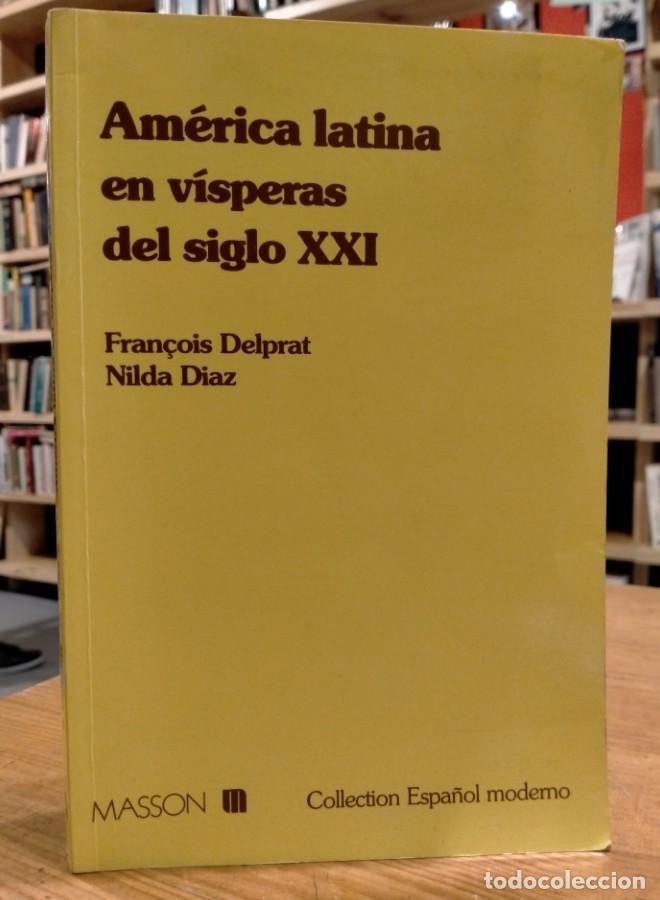 América latina
en vísperas
del siglo XXI
François Delprat
Nilda Diaz
MASSON m
Collection Español moderno
todocoleccion